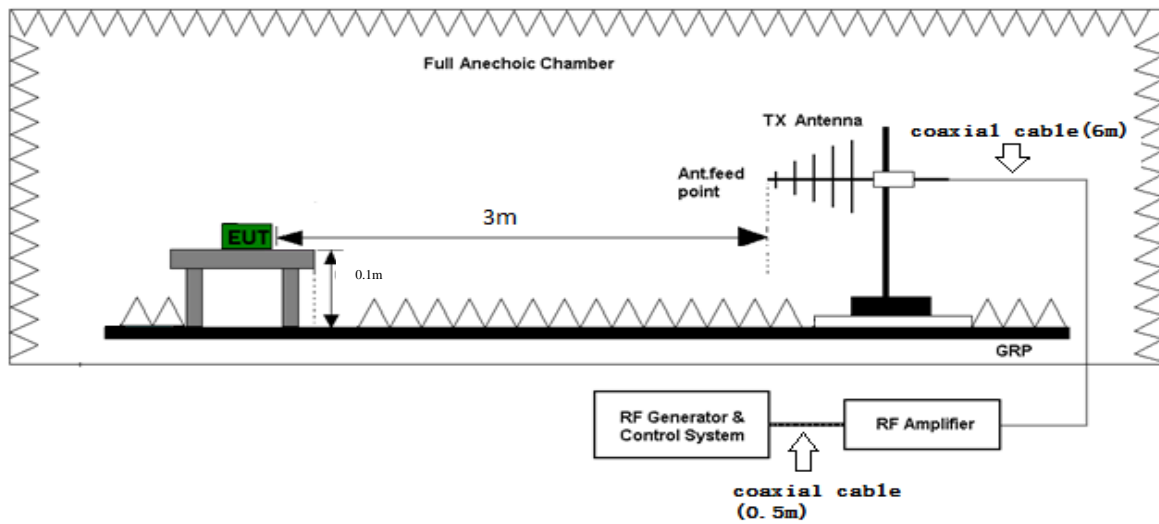 Full Anechoic Chamber
TX Antenna
coaxial cable(6m)
Ant.feed
point
3m
EUT
0.1m
GRP
RF Generator &
Control System
RF Amplifier
coaxial cable
(0.5m)